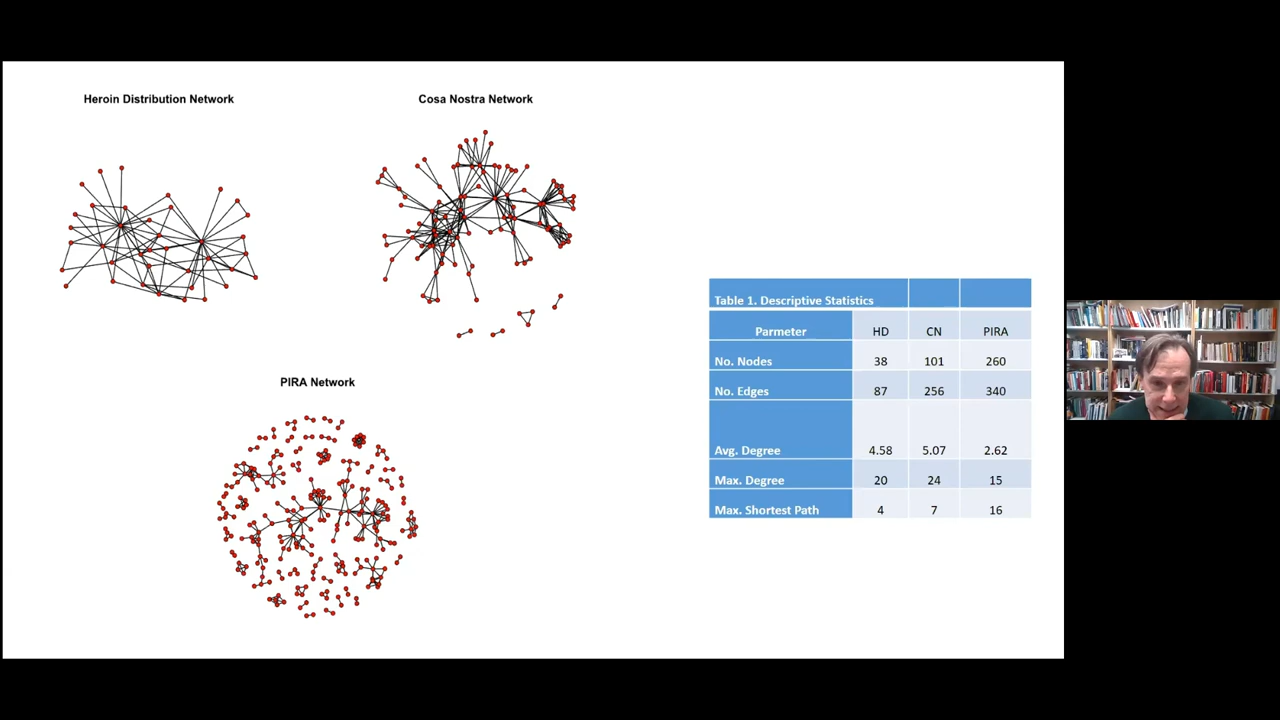 Heroin Distribution Network
Cosa Nostra Network
PIRA Network
Table 1. Descriptive Statistics
Parmeter HD CN PIRA
No. Nodes 38 101 260
No. Edges 87 256 340
Avg. Degree 4.58 5.07 2.62
Max. Degree 20 24 15
Max. Shortest Path 4 7 16